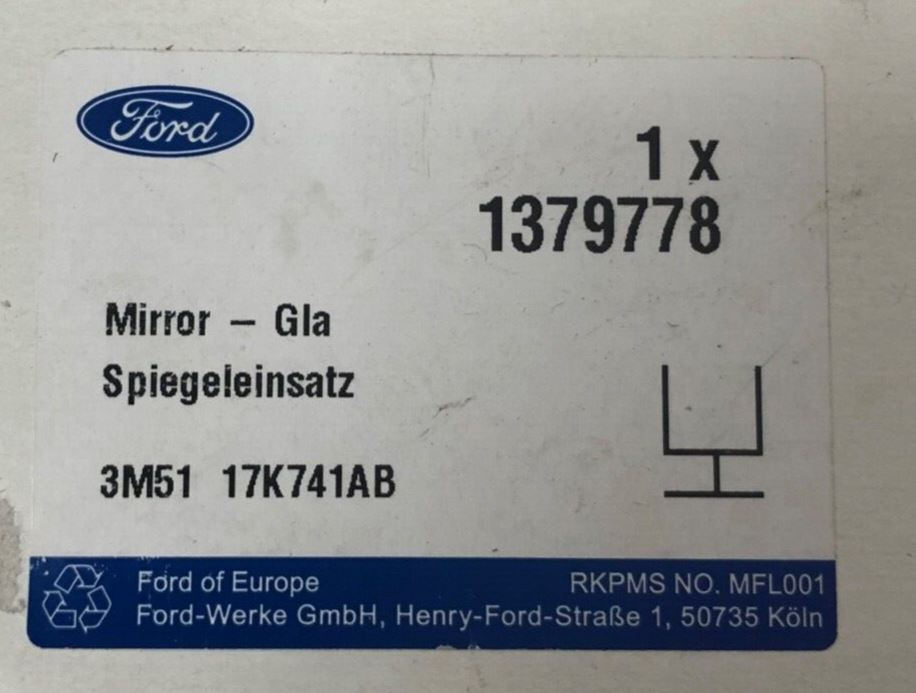 Ford
1 x
1379778
Mirror – Gla
Spiegeleinsatz
3M51 17K741AB
Ford of Europe RKPMS NO. MFL001
Ford-Werke GmbH, Henry-Ford-Straße 1, 50735 Köln